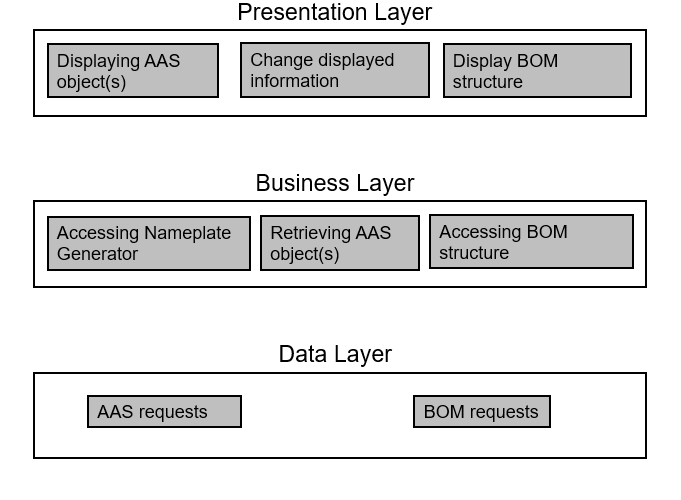 Presentation Layer
Displaying AAS
object(s)
Change displayed
information
Display BOM
structure
Business Layer
Accessing Nameplate
Generator
Retrieving AAS
object(s)
Accessing BOM
structure
Data Layer
AAS requests
BOM requests